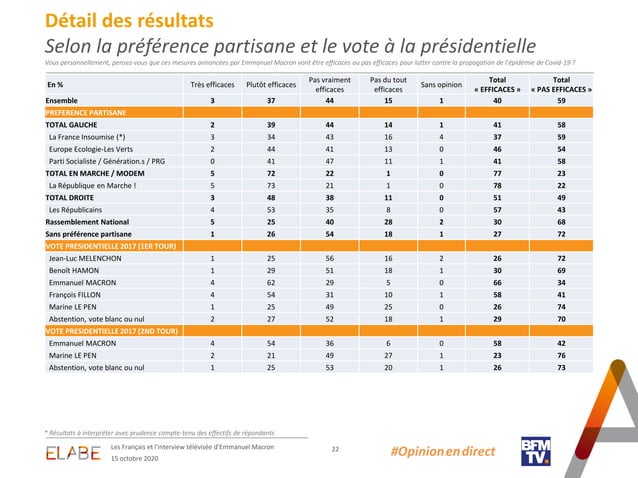 Détail des résultats
Selon la préférence partisane et le vote à la présidentielle
Vous personnellement, pensez-vous que ces mesures annoncées par Emmanuel Macron vont être efficaces ou pas efficaces pour lutter contre la propagation de l'épidémie de Covid-19 ?
En % Très efficaces Plutôt efficaces Pas vraiment efficaces Pas du tout efficaces Sans opinion Total « EFFICACES » Total « PAS EFFICACES »
Ensemble 3 37 44 15 1 40 59
PREFERENCE PARTISANE
TOTAL GAUCHE 2 39 44 14 1 41 58
La France Insoumise (*) 3 34 43 16 4 37 59
Europe Ecologie-Les Verts 2 44 41 13 0 46 54
Parti Socialiste / Génération.s / PRG 0 41 47 11 1 41 58
TOTAL EN MARCHE / MODEM 5 72 22 1 0 77 23
La République en Marche ! 5 73 21 1 0 78 22
TOTAL DROITE 3 48 38 11 0 51 49
Les Républicains 4 53 35 8 0 57 43
Rassemblement National 5 25 40 28 2 30 68
Sans préférence partisane 1 26 54 18 1 27 72
VOTE PRESIDENTIELLE 2017 (1ER TOUR)
Jean-Luc MELENCHON 1 25 56 16 2 26 72
Benoît HAMON 1 29 51 18 1 30 69
Emmanuel MACRON 4 62 29 5 0 66 34
François FILLON 4 54 31 10 1 58 41
Marine LE PEN 1 25 49 25 0 26 74
Abstention, vote blanc ou nul 2 27 52 18 1 29 70
VOTE PRESIDENTIELLE 2017 (2ND TOUR)
Emmanuel MACRON 4 54 36 6 0 58 42
Marine LE PEN 2 21 49 27 1 23 76
Abstention, vote blanc ou nul 1 25 53 20 1 26 73
* Résultats à interpréter avec prudence compte-tenu des effectifs de répondants
ELABE
Les Français et l'interview télévisée d'Emmanuel Macron
15 octobre 2020
22
#Opinion en direct
BFM
TV.